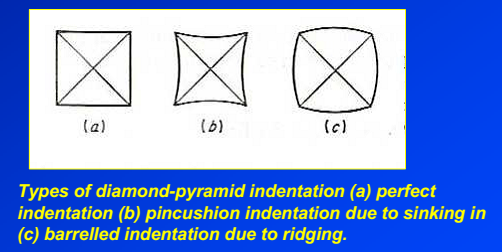 (a) (b) (c)
Types of diamond-pyramid indentation (a) perfect
indentation (b) pincushion indentation due to sinking in
(c) barrelled indentation due to ridging.